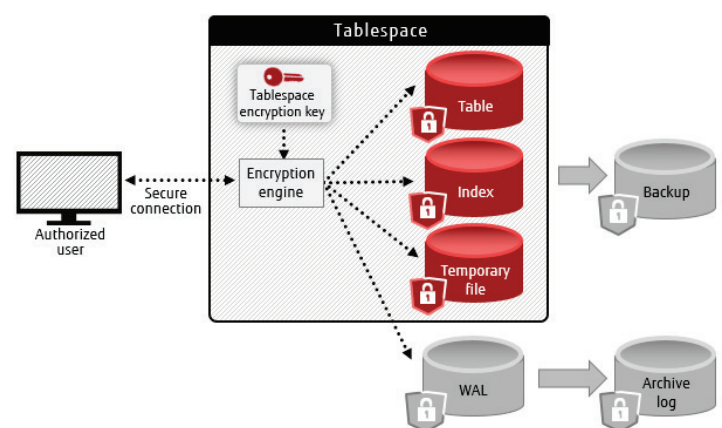 Tablespace
Tablespace
encryption key
Table
Encryption
engine
Secure
connection
Authorized
user
Index
Backup
Temporary
file
WAL
Archive
log